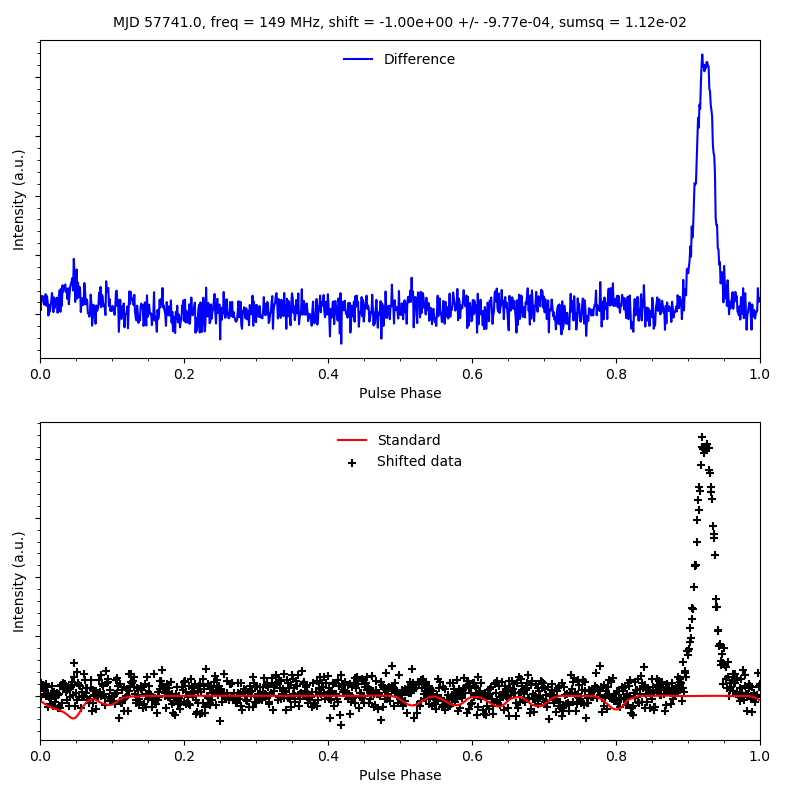 MJD 57741.0, freq = 149 MHz, shift = -1.00e+00 +/- -9.77e-04, sumsq = 1.12e-02
Difference
Intensity (a.u.)
0.0 0.2 0.4 0.6 0.8 1.0
Pulse Phase
Standard
Shifted data
Intensity (a.u.)
0.0 0.2 0.4 0.6 0.8 1.0
Pulse Phase